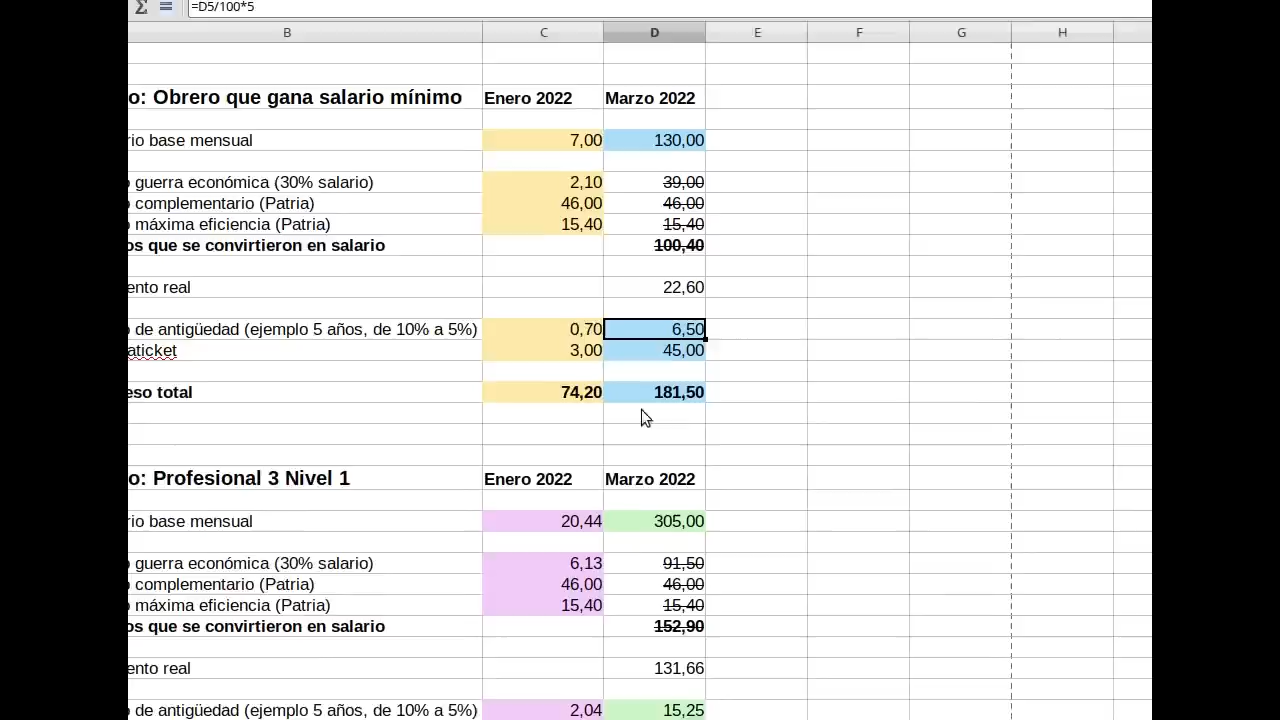 =D5/100*5
B C D E F G H
o: Obrero que gana salario mínimo Enero 2022 Marzo 2022
rio base mensual 7,00 130,00
o guerra económica (30% salario) 2,10 39,00
o complementario (Patria) 46,00 46,00
o máxima eficiencia (Patria) 15,40 15,40
os que se convirtieron en salario 100,40
ento real 22,60
o de antigüedad (ejemplo 5 años, de 10% a 5%) 0,70 6,50
aticket 3,00 45,00
eso total 74,20 181,50
o: Profesional 3 Nivel 1 Enero 2022 Marzo 2022
rio base mensual 20,44 305,00
o guerra económica (30% salario) 6,13 91,50
o complementario (Patria) 46,00 46,00
o máxima eficiencia (Patria) 15,40 15,40
os que se convirtieron en salario 152,90
ento real 131,66
o de antigüedad (ejemplo 5 años, de 10% a 5%) 2,04 15,25